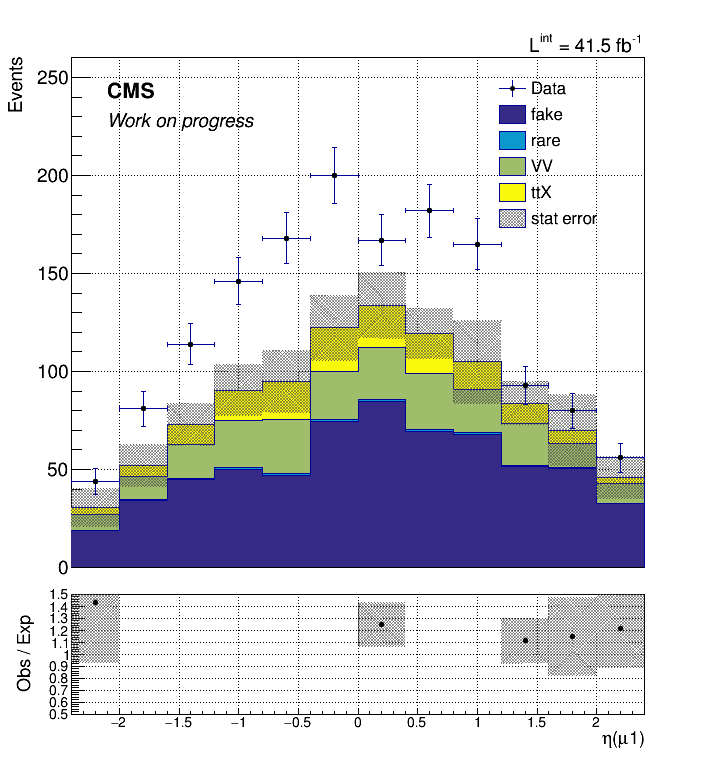 L^int = 41.5 fb^-1
Events
250
200
150
100
50
0
CMS
Work on progress
Data
fake
rare
VV
ttX
stat error
Obs / Exp
1.5
1.4
1.3
1.2
1.1
1
0.9
0.8
0.7
0.6
0.5
−2 −1.5 −1 −0.5 0 0.5 1 1.5 2
η(μ1)